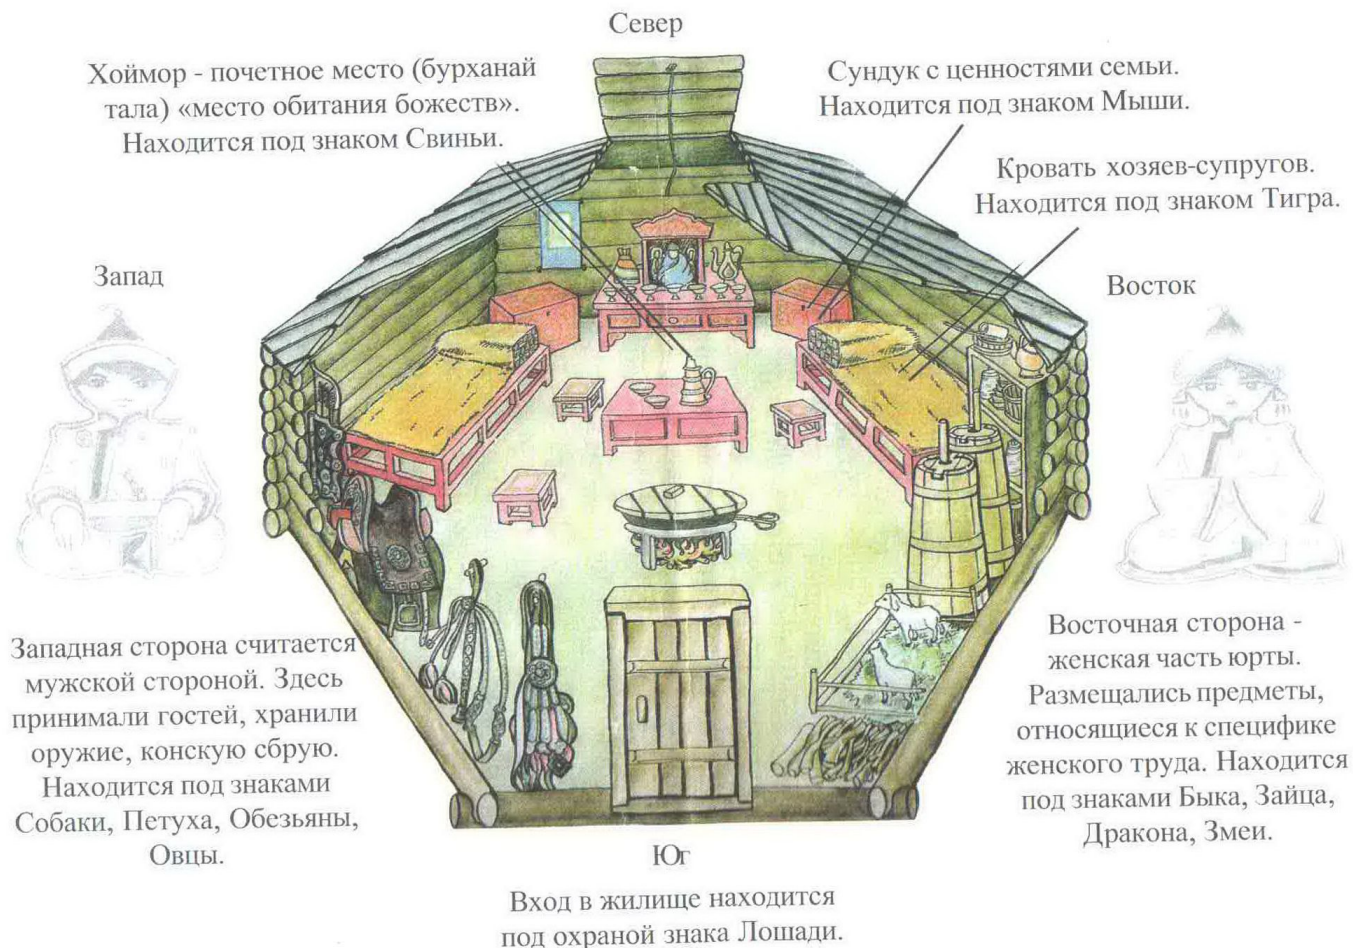 Север
Хоймор - почетное место (бурханай
тала) «место обитания божеств».
Находится под знаком Свиньи.
Сундук с ценностями семьи.
Находится под знаком Мыши.
Кровать хозяев-супругов.
Находится под знаком Тигра.
Запад
Восток
Западная сторона считается
мужской стороной. Здесь
принимали гостей, хранили
оружие, конскую сбрую.
Находится под знаками
Собаки, Петуха, Обезьяны,
Овцы.
Восточная сторона -
женская часть юрты.
Размещались предметы,
относящиеся к специфике
женского труда. Находится
под знаками Быка, Зайца,
Дракона, Змеи.
Юг
Вход в жилище находится
под охраной знака Лошади.